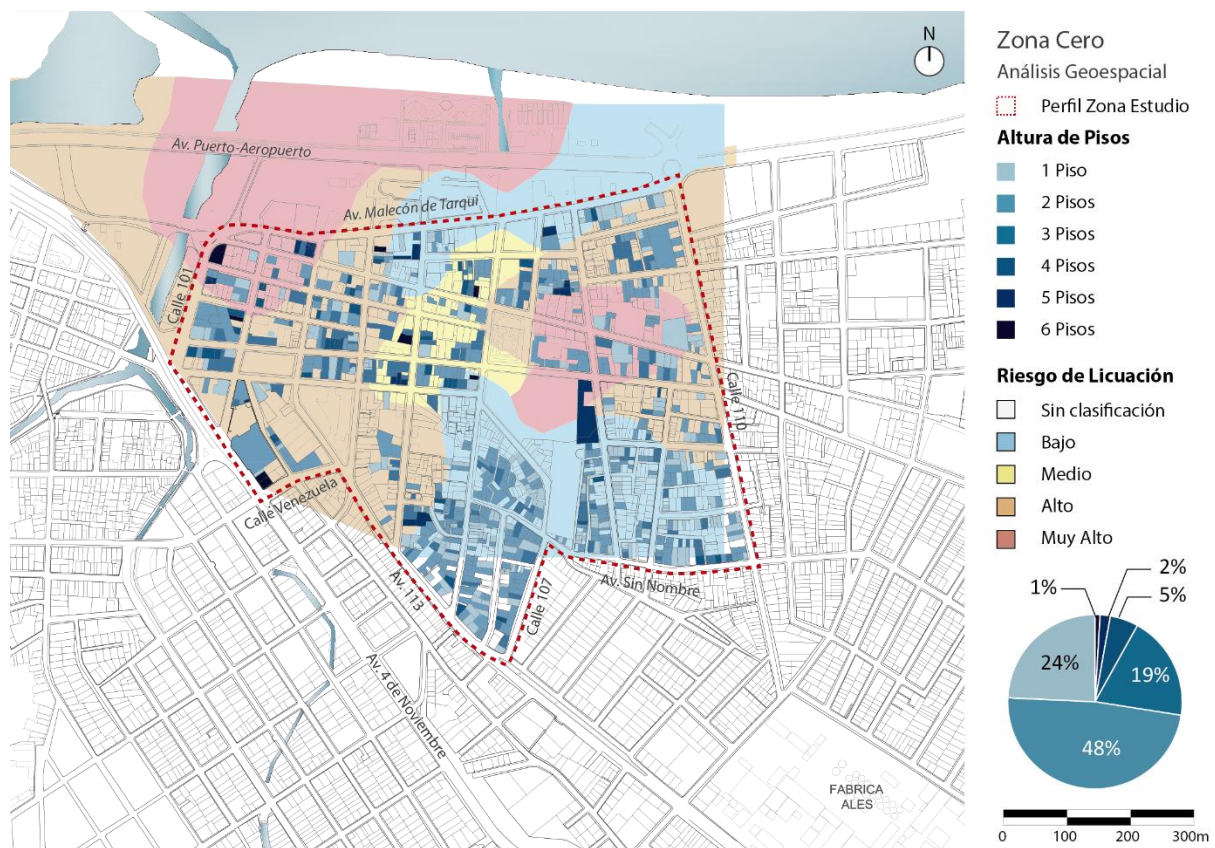 N
Av. Puerto-Aeropuerto
Av. Malecón de Tarqui
Calle 101
Calle 110
Calle Venezuela
Av. 113
Calle 107
Av. Sin Nombre
Av. 4 de Noviembre
FABRICA
ALES
Zona Cero
Análisis Geoespacial
Perfil Zona Estudio
Altura de Pisos
1 Piso
2 Pisos
3 Pisos
4 Pisos
5 Pisos
6 Pisos
Riesgo de Licuación
Sin clasificación
Bajo
Medio
Alto
Muy Alto
1%
2%
5%
24%
19%
48%
0 100 200 300m